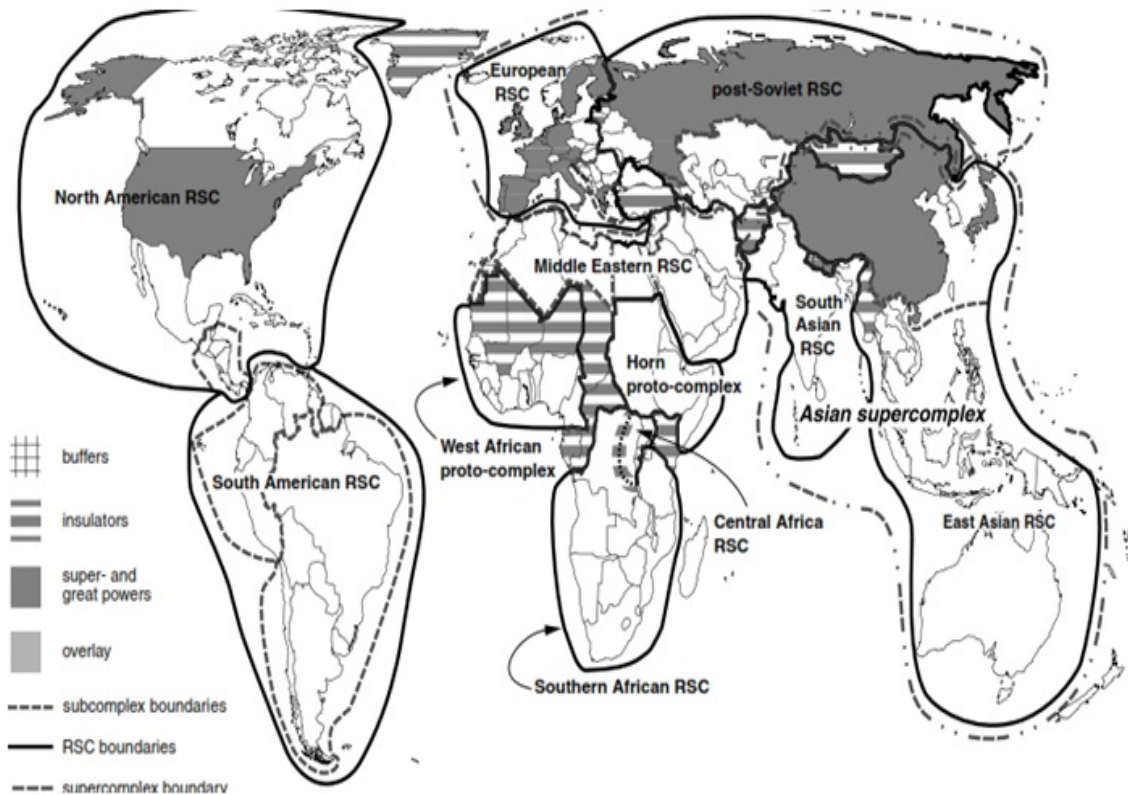 European
RSC
post-Soviet RSC
North American RSC
Middle Eastern RSC
South
Asian
RSC
Horn
proto-complex
Asian supercomplex
West African
proto-complex
South American RSC
Central Africa
RSC
East Asian RSC
Southern African RSC
buffers
insulators
super- and
great powers
overlay
subcomplex boundaries
RSC boundaries
supercomplex boundary